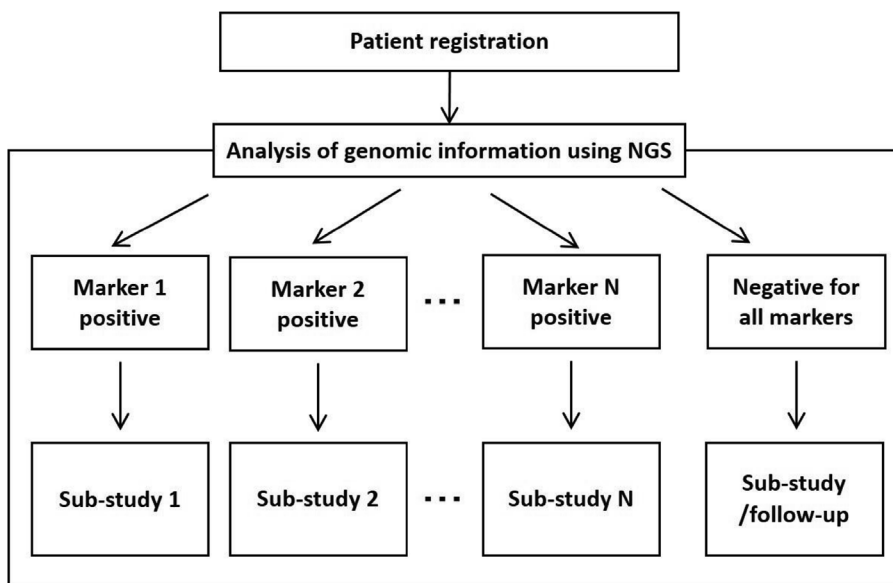 Patient registration
Analysis of genomic information using NGS
Marker 1
positive
Marker 2
positive
...
Marker N
positive
Negative for
all markers
Sub-study 1
Sub-study 2
...
Sub-study N
Sub-study
/follow-up